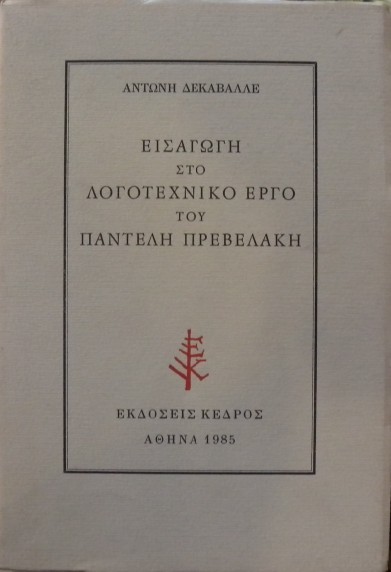 ΑΝΤΩΝΗ ΔΕΚΑΒΑΛΛΕ
ΕΙΣΑΓΩΓΗ
ΣΤΟ
ΛΟΓΟΤΕΧΝΙΚΟ ΕΡΓΟ
ΤΟΥ
ΠΑΝΤΕΛΗ ΠΡΕΒΕΛΑΚΗ
ΕΚΔΟΣΕΙΣ ΚΕΔΡΟΣ
ΑΘΗΝΑ 1985